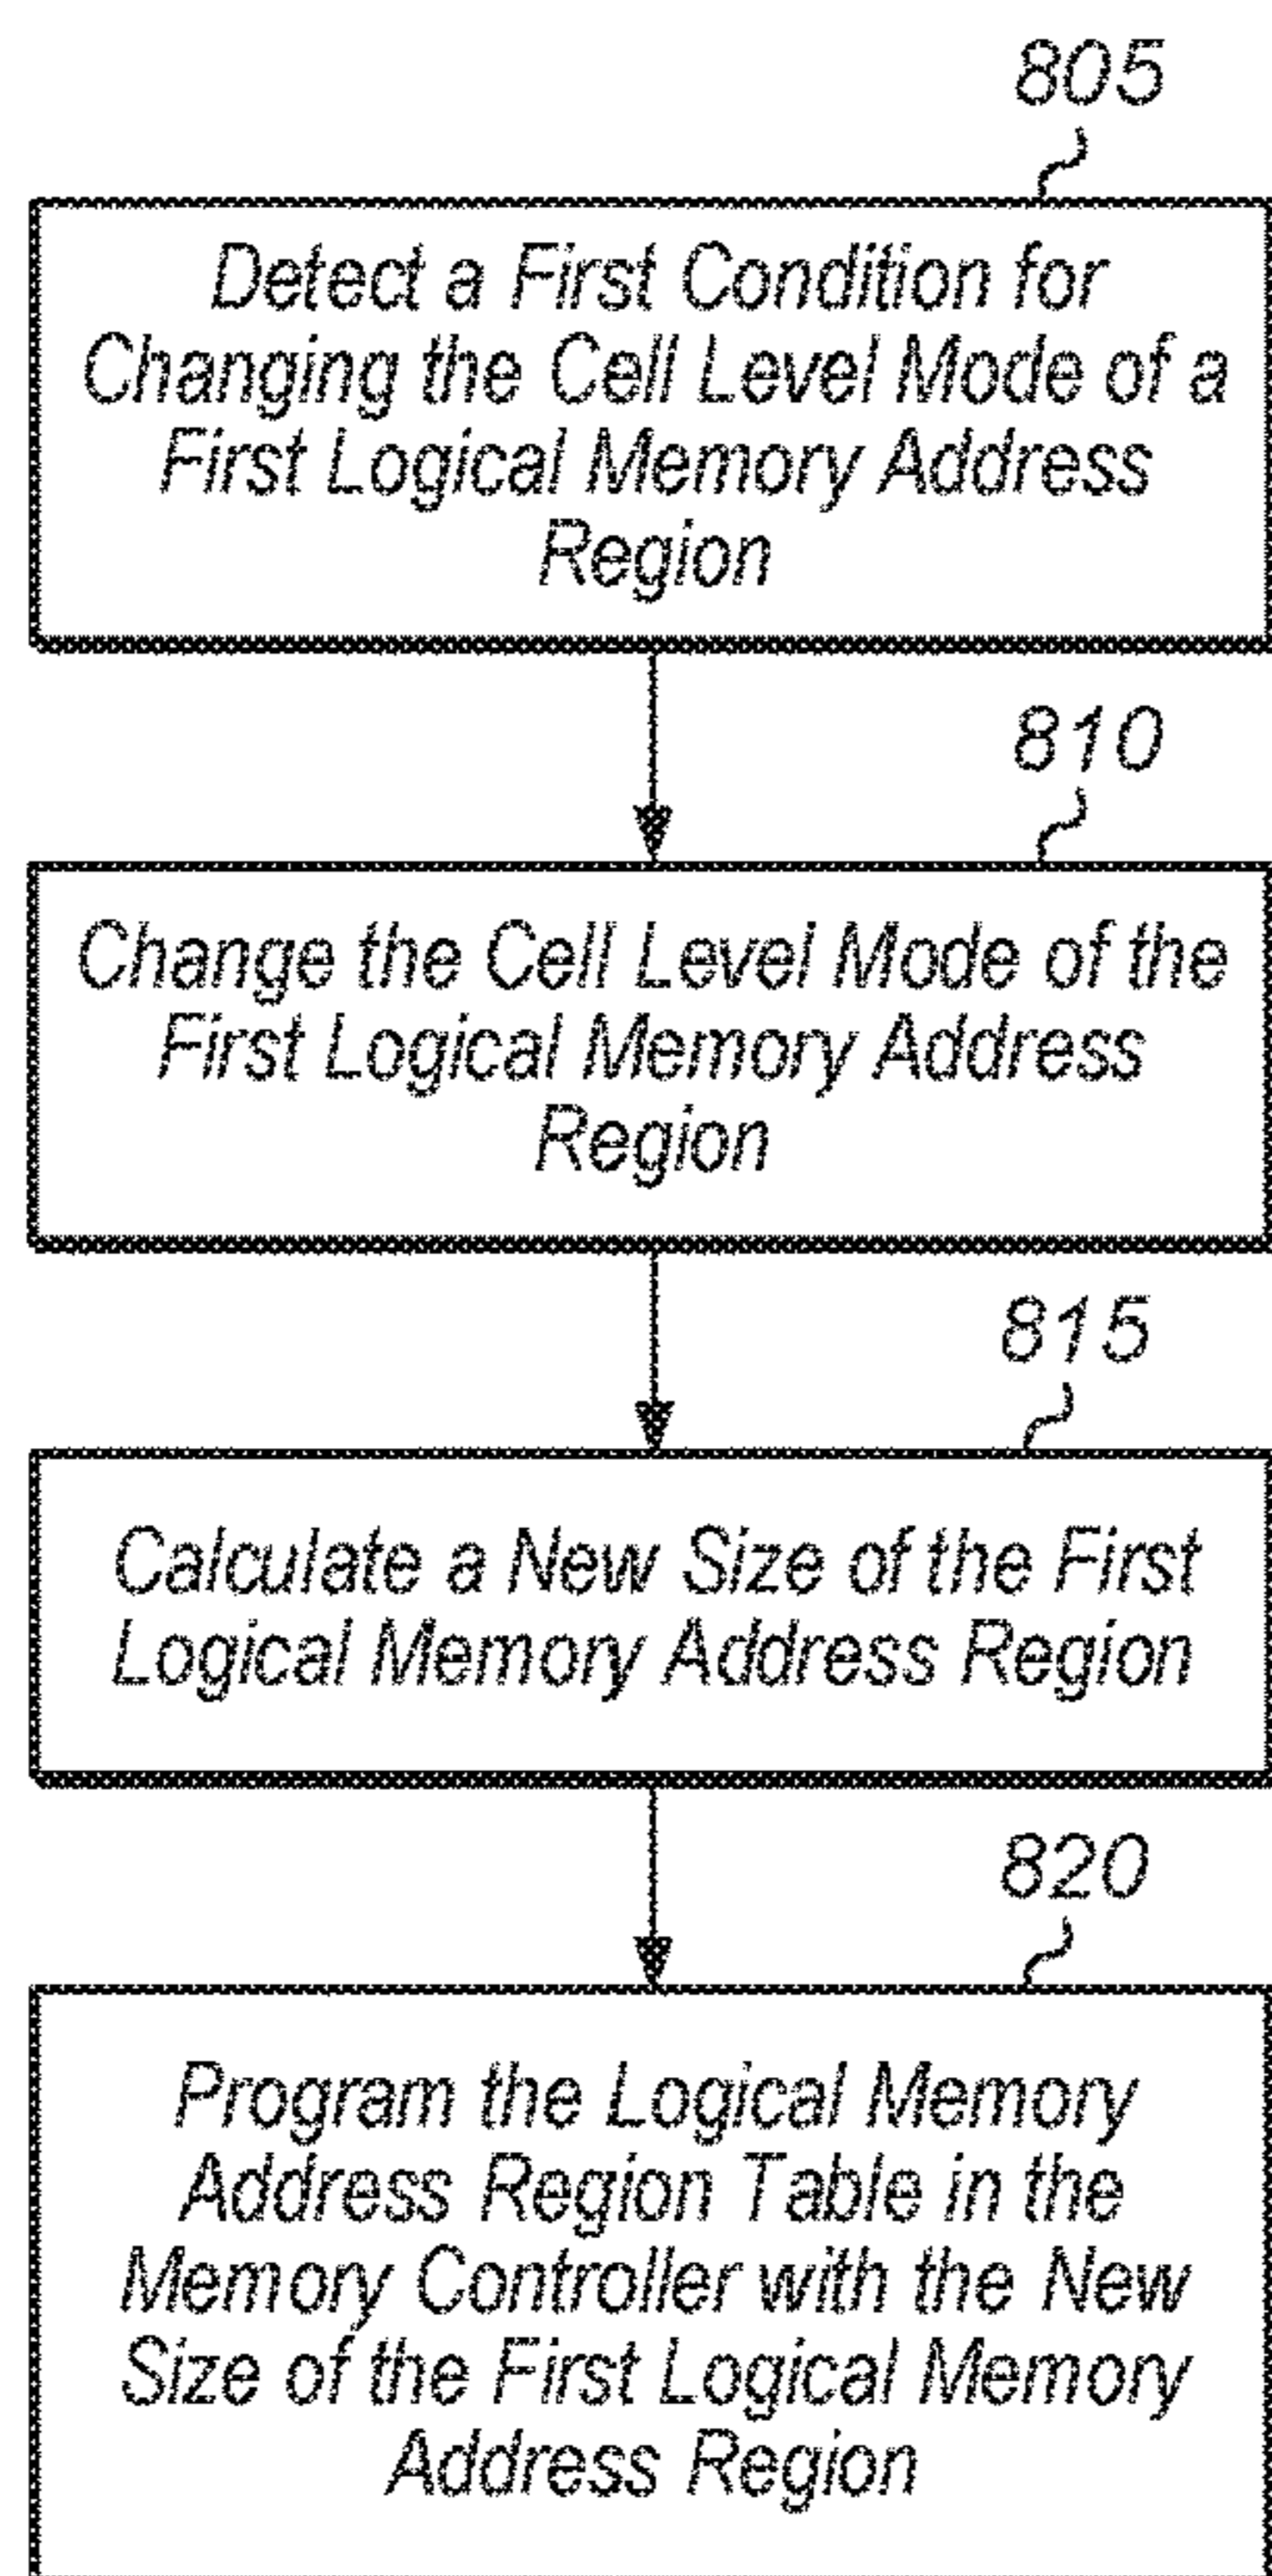 805
Detect a First Condition for
Changing the Cell Level Mode of a
First Logical Memory Address
Region
810
Change the Cell Level Mode of the
First Logical Memory Address
Region
815
Calculate a New Size of the First
Logical Memory Address Region
820
Program the Logical Memory
Address Region Table in the
Memory Controller with the New
Size of the First Logical Memory
Address Region